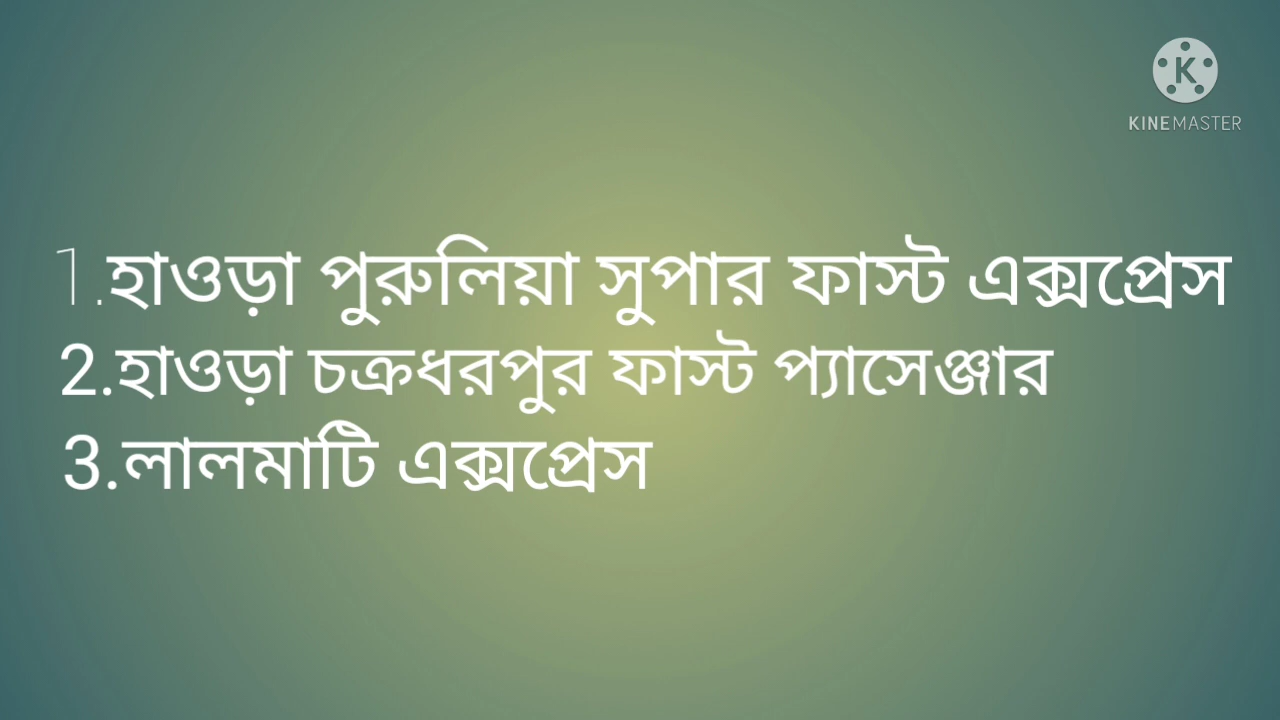 K
KINEMASTER
1.হাওড়া পুরুলিয়া সুপার ফাস্ট এক্সপ্রেস
2.হাওড়া চক্রধরপুর ফাস্ট প্যাসেঞ্জার
3.লালমাটি এক্সপ্রেস